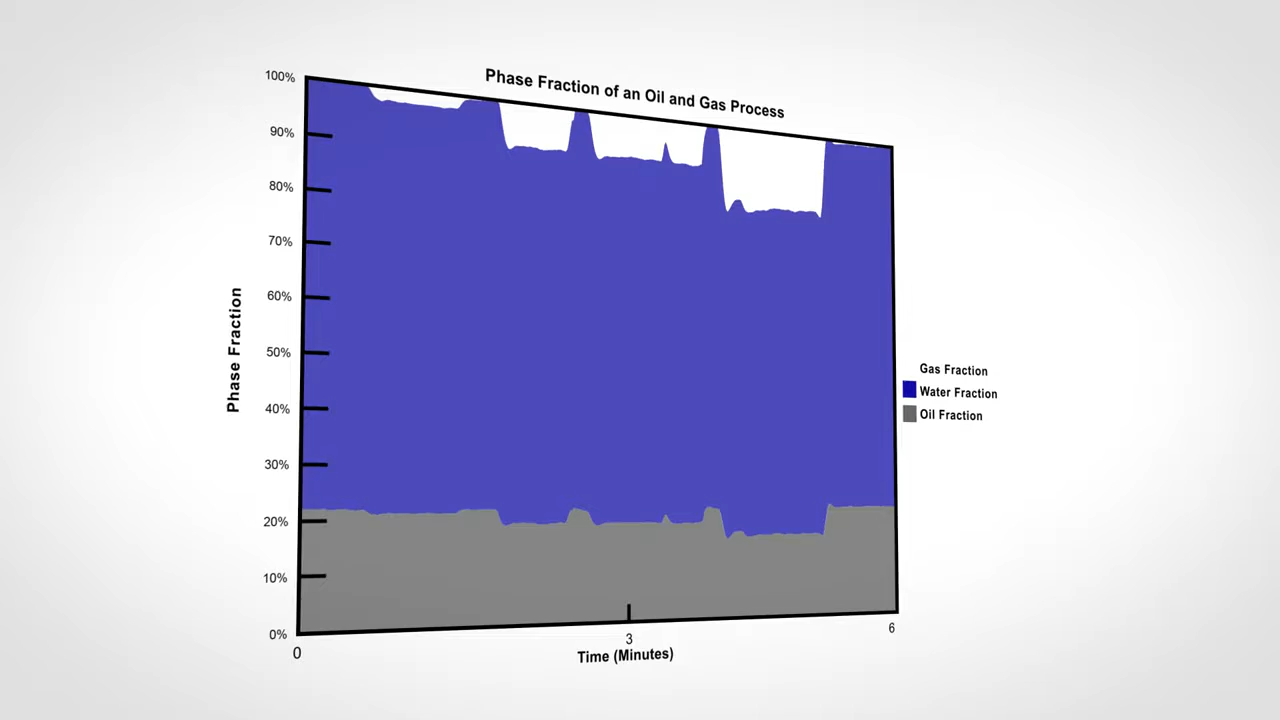 Phase Fraction of an Oil and Gas Process
100%
90%
80%
70%
60%
50%
40%
30%
20%
10%
0%
Phase Fraction
0
3
6
Time (Minutes)
Gas Fraction
Water Fraction
Oil Fraction